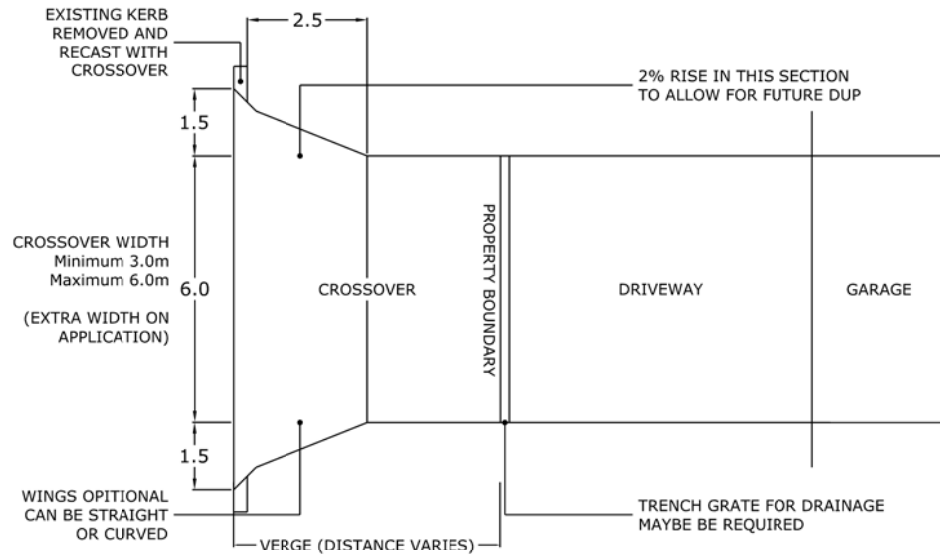 EXISTING KERB
REMOVED AND
RECAST WITH
CROSSOVER
2.5
2% RISE IN THIS SECTION
TO ALLOW FOR FUTURE DUP
1.5
CROSSOVER WIDTH
Minimum 3.0m
Maximum 6.0m
(EXTRA WIDTH ON
APPLICATION)
6.0
CROSSOVER
PROPERTY BOUNDARY
DRIVEWAY
GARAGE
1.5
WINGS OPITIONAL
CAN BE STRAIGHT
OR CURVED
TRENCH GRATE FOR DRAINAGE
MAYBE BE REQUIRED
VERGE (DISTANCE VARIES)